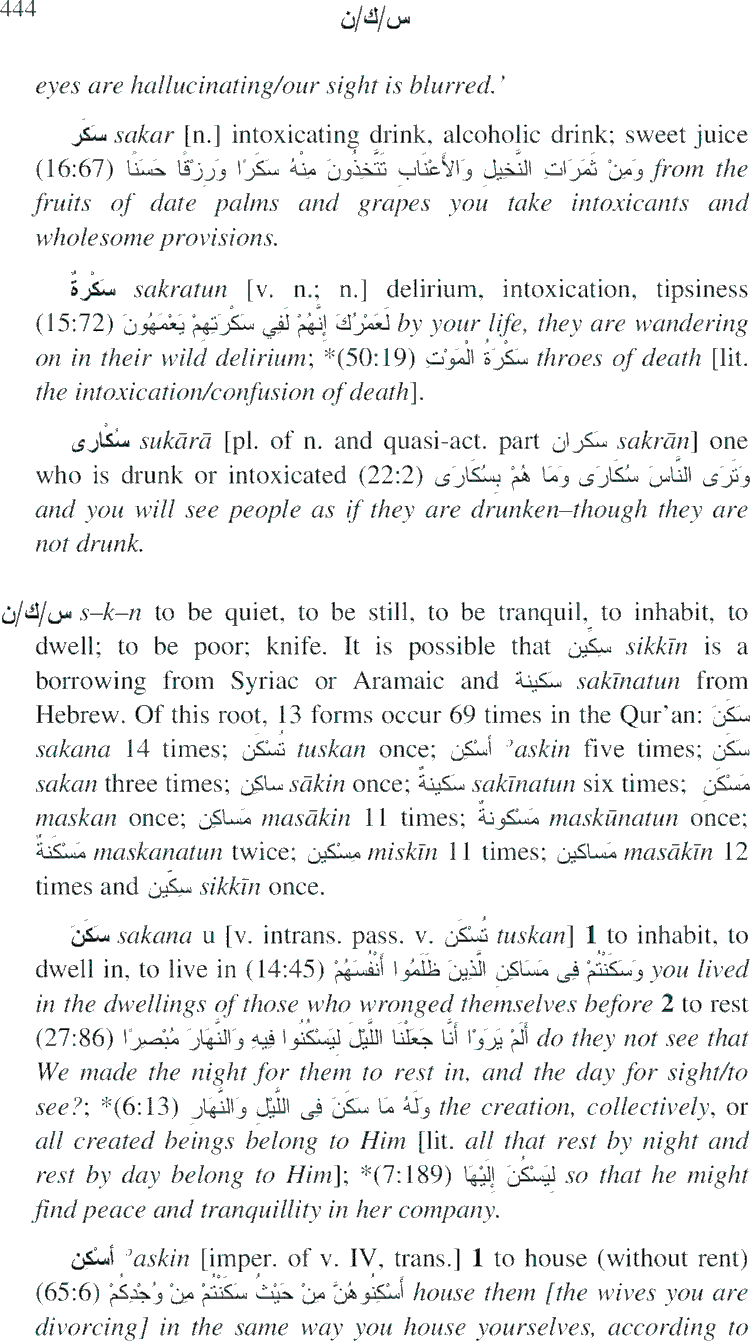 444
س/ك/ن
eyes are hallucinating/our sight is blurred.'
سَكَر sakar [n.] intoxicating drink, alcoholic drink; sweet juice
(16:67) وَمِنْ ثَمَرَاتِ النَّخِيلِ وَالأَعْنَابِ تَتَّخِذُونَ مِنْهُ سَكَرًا وَرِزْقًا حَسَنًا from the
fruits of date palms and grapes you take intoxicants and
wholesome provisions.
سَكْرةٌ sakratun [v. n.; n.] delirium, intoxication, tipsiness
(15:72) لَعَمْرُكَ إِنَّهُمْ لَفِي سَكْرَتِهِمْ يَعْمَهُونَ by your life, they are wandering
on in their wild delirium; *(50:19) سَكْرَةُ الْمَوْتِ throes of death [lit.
the intoxication/confusion of death].
سُكَارى sukārā [pl. of n. and quasi-act. part سكران sakrān] one
who is drunk or intoxicated (22:2) وَتَرَى النَّاسَ سُكَارَى وَمَا هُمْ بِسُكَارَى
and you will see people as if they are drunken–though they are
not drunk.
س/ك/ن s–k–n to be quiet, to be still, to be tranquil, to inhabit, to
dwell; to be poor; knife. It is possible that سِكِّين sikkīn is a
borrowing from Syriac or Aramaic and سكينة sakīnatun from
Hebrew. Of this root, 13 forms occur 69 times in the Qur'an: سَكَنَ
sakana 14 times; تُسْكَن tuskan once; أَسْكِن ʾaskin five times; سَكَن
sakan three times; ساكِن sākin once; سَكينةٌ sakīnatun six times; مَسْكَن
maskan once; مَساكِن masākin 11 times; مَسْكونةٌ maskūnatun once;
مَسْكَنةٌ maskanatun twice; مِسْكين miskīn 11 times; مَساكين masākīn 12
times and سِكِّين sikkīn once.
سَكَنَ sakana u [v. intrans. pass. v. تُسْكَن tuskan] 1 to inhabit, to
dwell in, to live in (14:45) وَسَكَنْتُمْ فِى مَسَاكِنِ الَّذِينَ ظَلَمُوا أَنْفُسَهُمْ you lived
in the dwellings of those who wronged themselves before 2 to rest
(27:86) أَلَمْ يَرَوْا أَنَّا جَعَلْنَا اللَّيْلَ لِيَسْكُنُوا فِيهِ وَالنَّهَارَ مُبْصِرًا do they not see that
We made the night for them to rest in, and the day for sight/to
see?; *(6:13) وَلَهُ مَا سَكَنَ فِى اللَّيْلِ وَالنَّهَارِ the creation, collectively, or
all created beings belong to Him [lit. all that rest by night and
rest by day belong to Him]; *(7:189) لِيَسْكُنَ إِلَيْهَا so that he might
find peace and tranquillity in her company.
أَسْكِن ʾaskin [imper. of v. IV, trans.] 1 to house (without rent)
(65:6) أَسْكِنُوهُنَّ مِنْ حَيْثُ سَكَنْتُمْ مِنْ وُجْدِكُمْ house them [the wives you are
divorcing] in the same way you house yourselves, according to